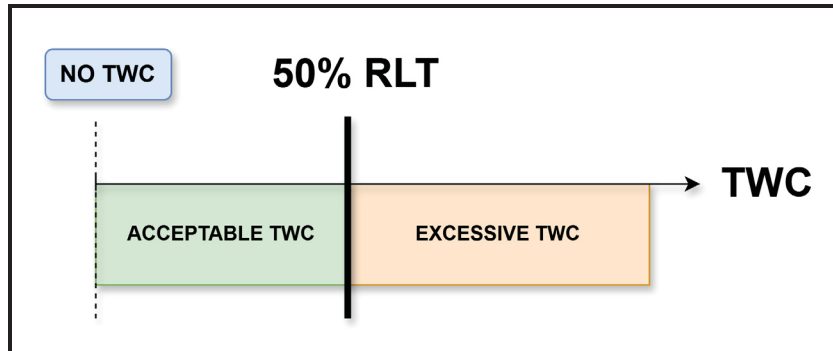 NO TWC
50% RLT
TWC
ACCEPTABLE TWC
EXCESSIVE TWC